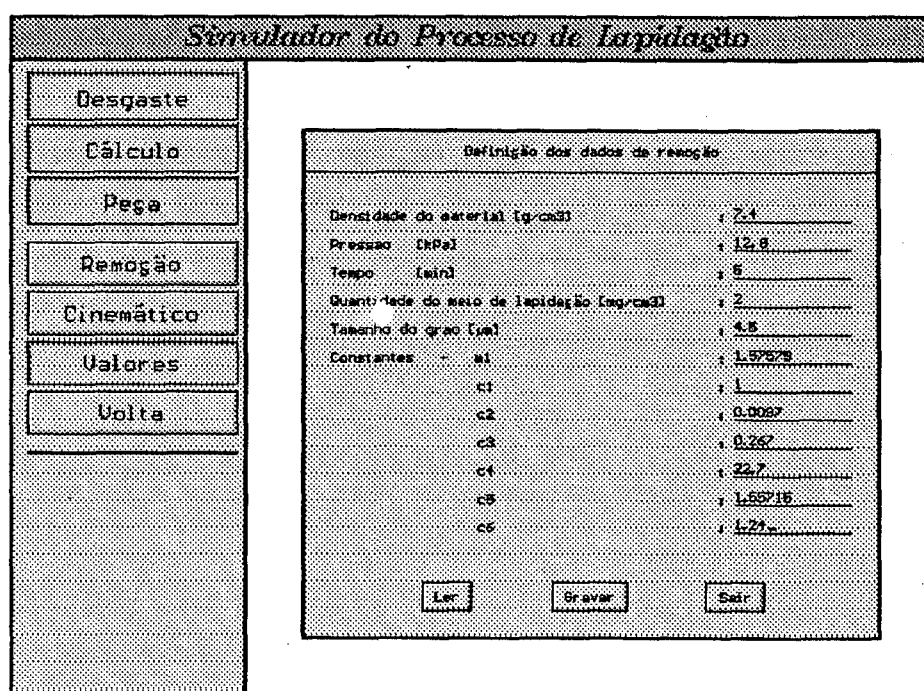 Simulador do Processo de Lapidação
Desgaste
Cálculo
Peça
Remoção
Cinemático
Valores
Volta
Definição dos dados de remoção
Densidade do material [g/cm3] : 7.4
Pressao [kPa] : 12.8
Tempo [min] :
Quantidade do meio de lapidação [mg/cm3] : 2
Tamanho do grao [µm] :
Constantes - m1 : 1.57579
c1 : 1
c2 : 0.0097
c3 : 0.267
c4 : 22.7
c5 : 1.65716
c6 : 1.24_
Ler Gravar Sair